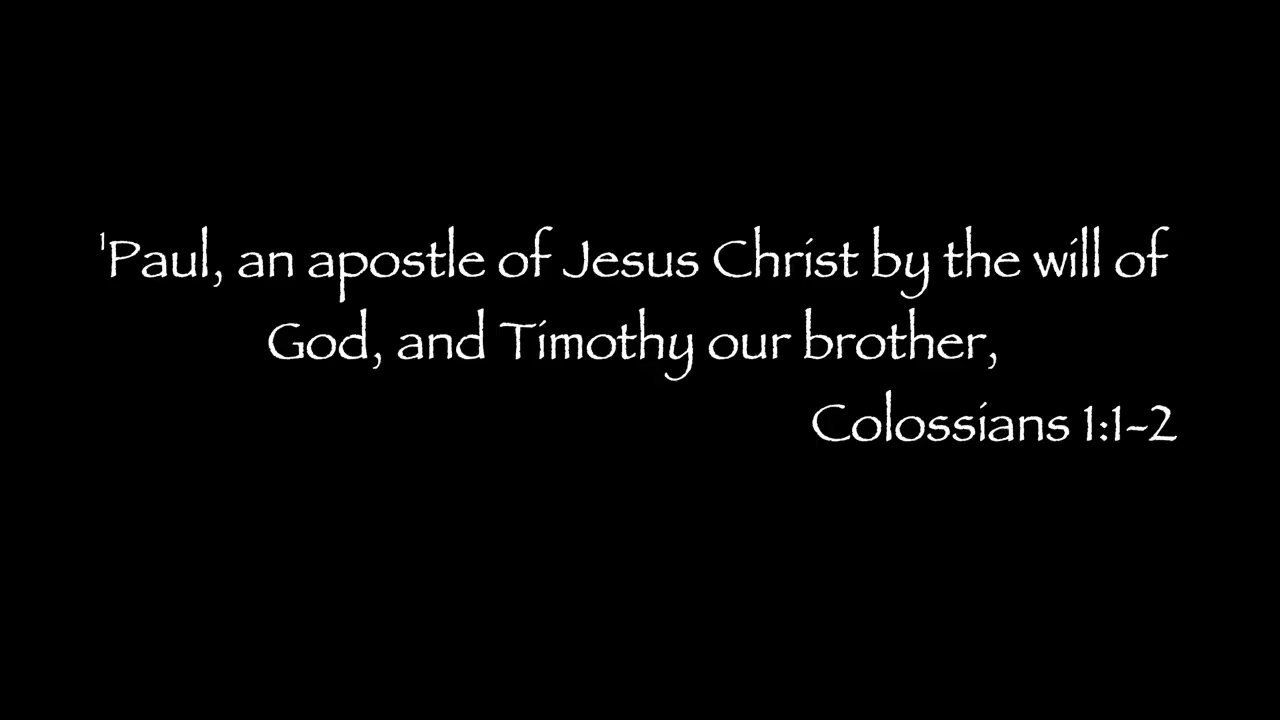 ¹Paul, an apostle of Jesus Christ by the will of
God, and Timothy our brother,
Colossians 1:1-2